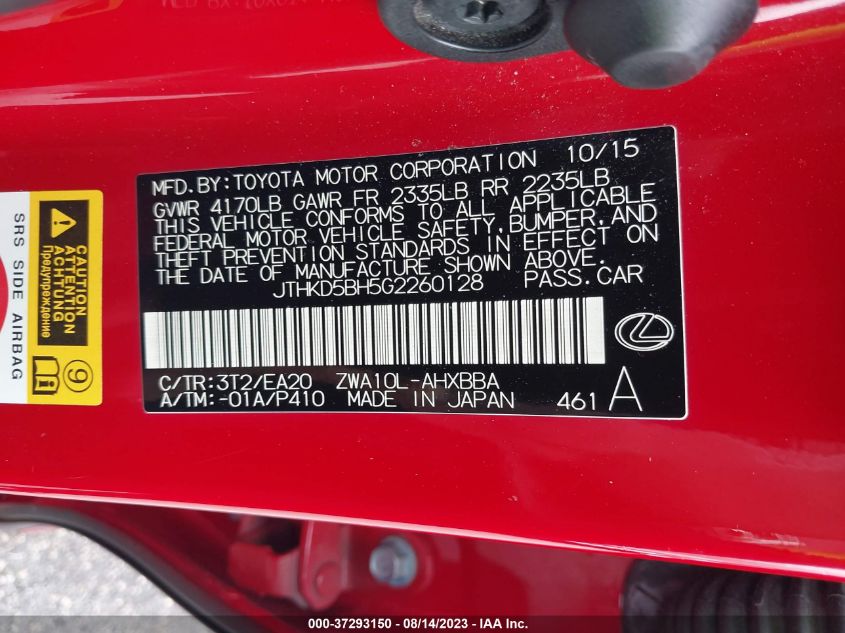 MFD.BY:TOYOTA MOTOR CORPORATION 10/15
GVWR 4170LB GAWR FR 2335LB RR 2235LB
THIS VEHICLE CONFORMS TO ALL APPLICABLE
FEDERAL MOTOR VEHICLE SAFETY,BUMPER,AND
THEFT PREVENTION STANDARDS IN EFFECT ON
THE DATE OF MANUFACTURE SHOWN ABOVE.
JTHKD5BH5G2260128 PASS.CAR
C/TR:3T2/EA20 ZWA10L-AHXBBA
A/TM:-01A/P410 MADE IN JAPAN 461 A
SRS SIDE AIRBAG
CAUTION
ATTENTION
ACHTUNG
Предупреждение
9
000-37293150 - 08/14/2023 - IAA Inc.